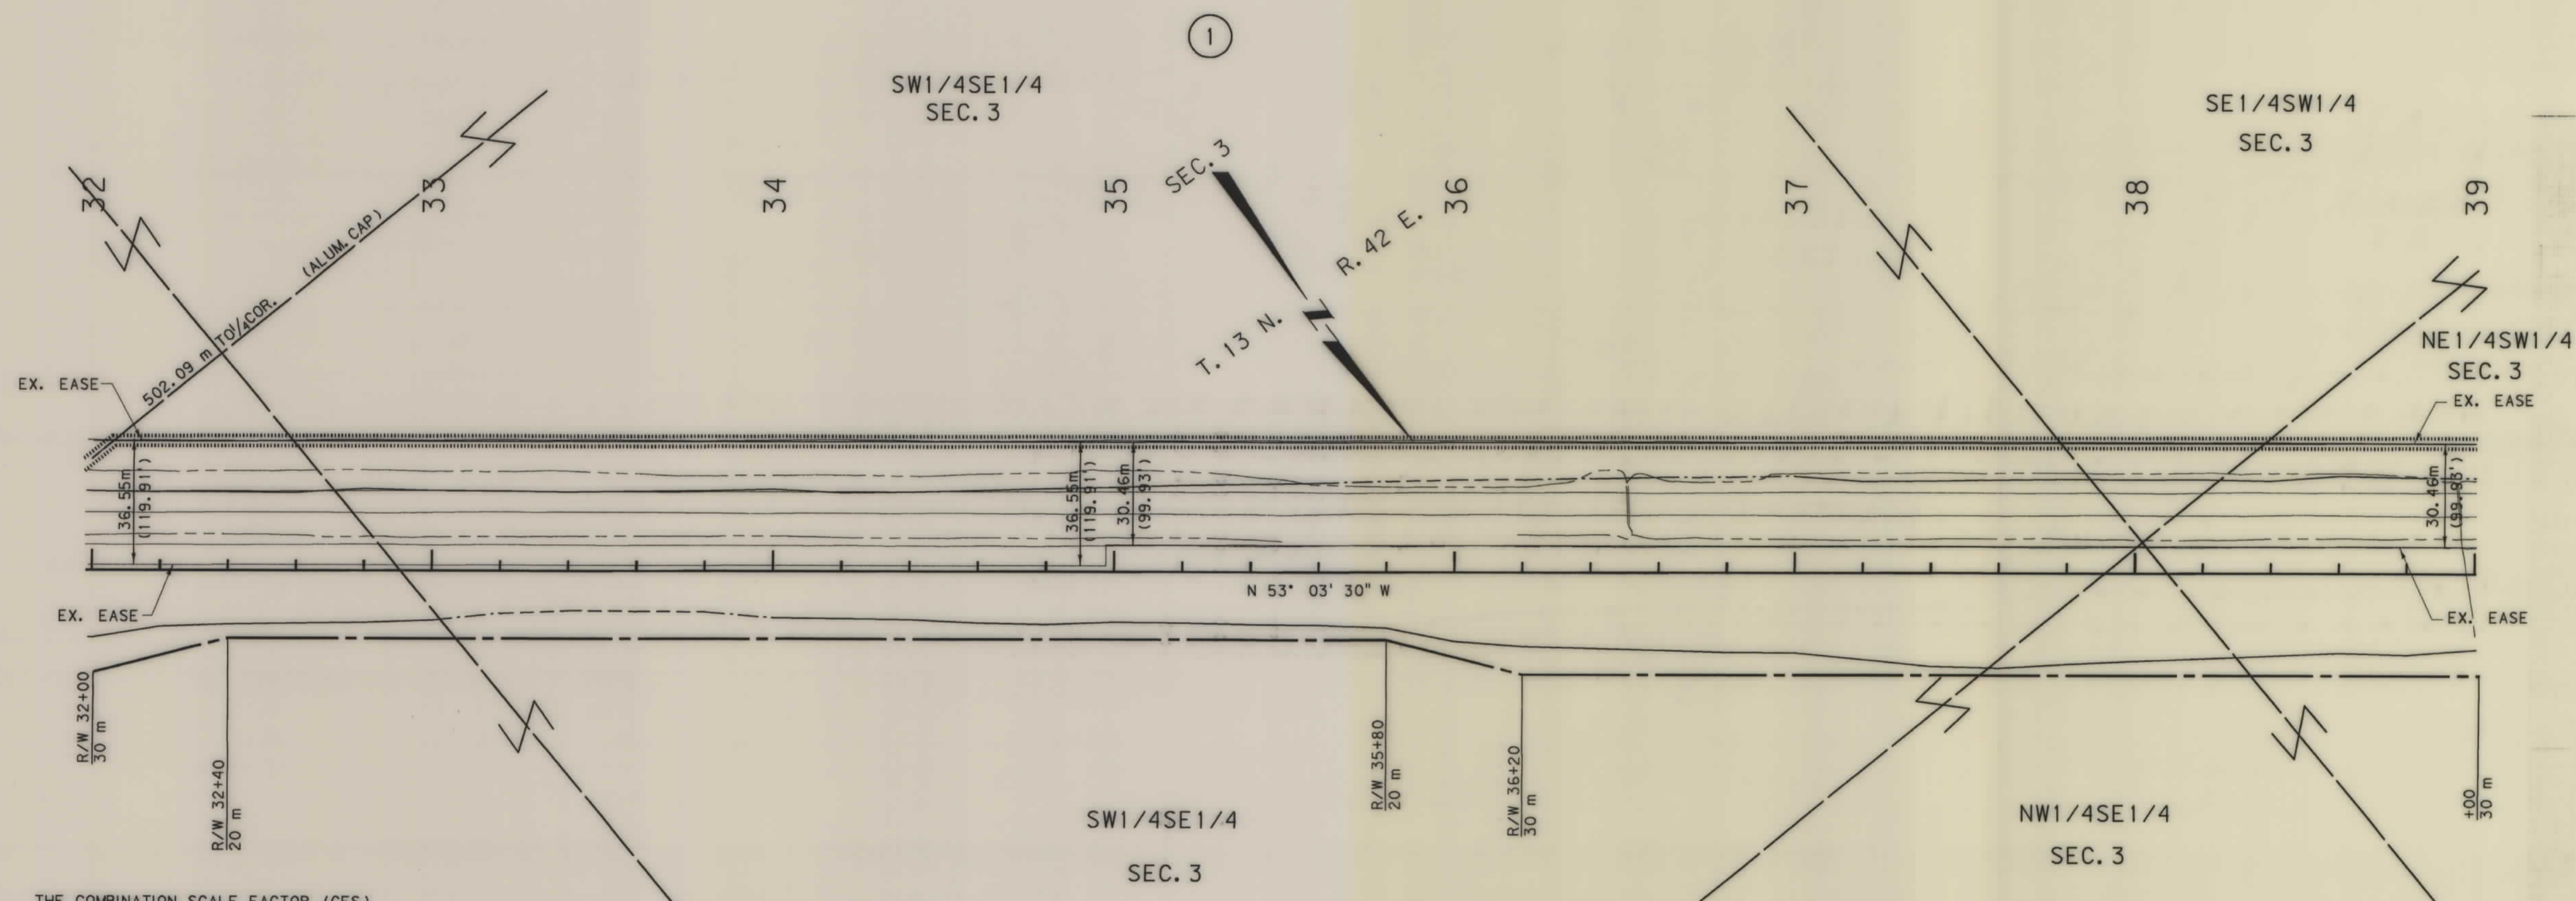 1
SW1/4SE1/4
SEC. 3
SE1/4SW1/4
SEC. 3
32
33
34
35
36
37
38
39
SEC. 3
R. 42 E.
T. 13 N.
(ALUM. CAP)
502.09 m TO 1/4 COR.
NE1/4SW1/4
SEC. 3
EX. EASE
EX. EASE
36.55m
(119.91')
36.55m
(119.91')
30.46m
(99.93')
30.46m
(99.93')
N 53° 03' 30" W
EX. EASE
EX. EASE
R/W 32+00
30 m
R/W 32+40
20 m
R/W 35+80
20 m
R/W 36+20
30 m
+00
30 m
SW1/4SE1/4
SEC. 3
NW1/4SE1/4
SEC. 3
THE COMBINATION SCALE FACTOR (CFS)